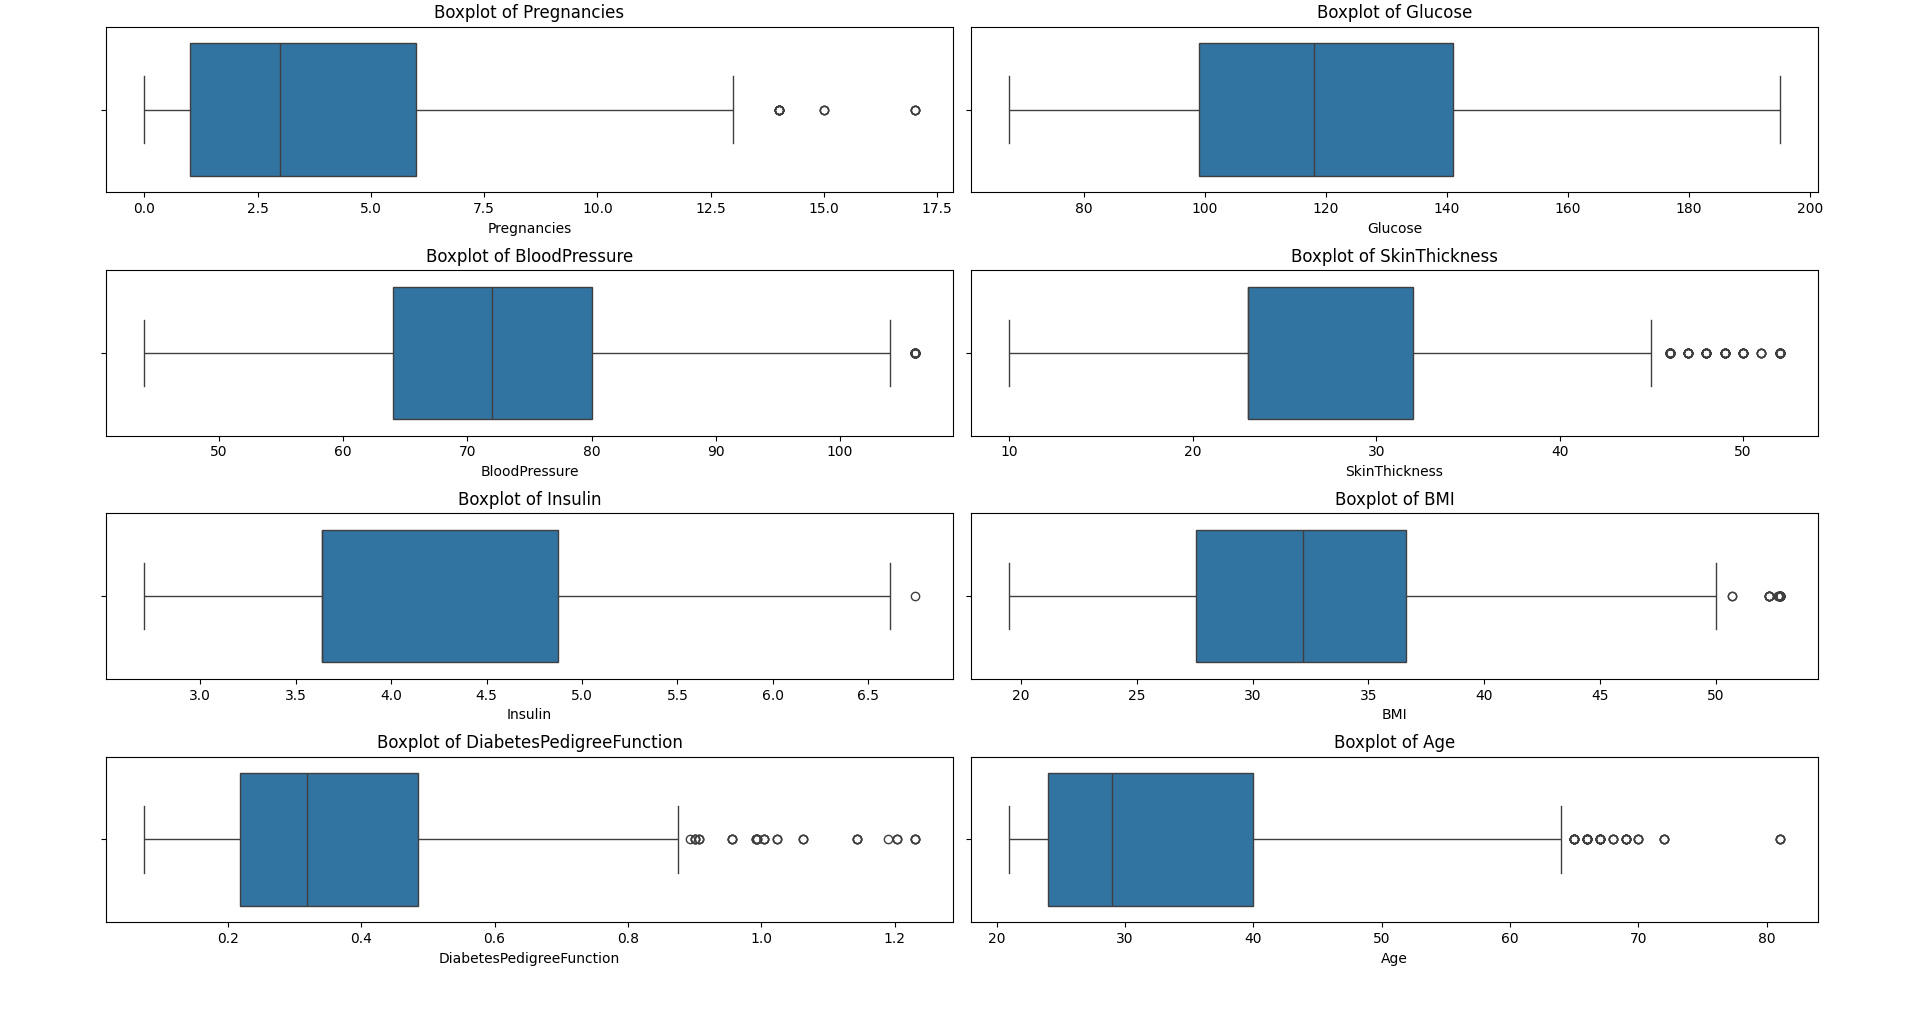 Boxplot of Pregnancies
0.0 2.5 5.0 7.5 10.0 12.5 15.0 17.5
Pregnancies
Boxplot of Glucose
80 100 120 140 160 180 200
Glucose
Boxplot of BloodPressure
50 60 70 80 90 100
BloodPressure
Boxplot of SkinThickness
10 20 30 40 50
SkinThickness
Boxplot of Insulin
3.0 3.5 4.0 4.5 5.0 5.5 6.0 6.5
Insulin
Boxplot of BMI
20 25 30 35 40 45 50
BMI
Boxplot of DiabetesPedigreeFunction
0.2 0.4 0.6 0.8 1.0 1.2
DiabetesPedigreeFunction
Boxplot of Age
20 30 40 50 60 70 80
Age